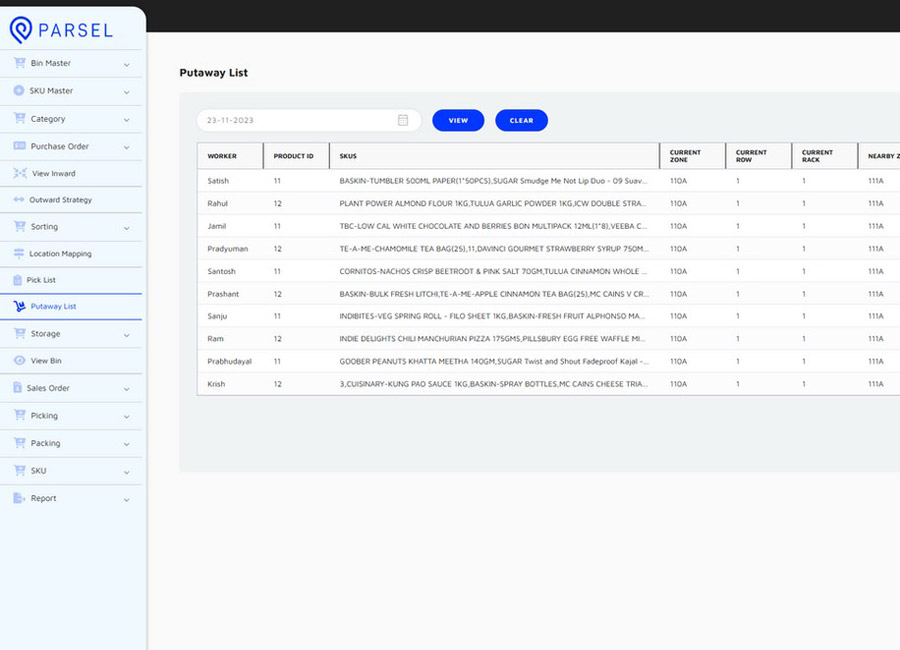 PARSEL
Bin Master
SKU Master
Category
Purchase Order
View Inward
Outward Strategy
Sorting
Location Mapping
Pick List
Putaway List
Storage
View Bin
Sales Order
Picking
Packing
SKU
Report
Putaway List
23-11-2023
VIEW
CLEAR
WORKER PRODUCT ID SKUS CURRENT ZONE CURRENT ROW CURRENT RACK NEARBY Z
Satish 11 BASKIN-TUMBLER 500ML PAPER(1*50PCS),SUGAR Smudge Me Not Lip Duo - 09 Suav... 110A 1 1 111A
Rahul 12 PLANT POWER ALMOND FLOUR 1KG,TULUA GARLIC POWDER 1KG,ICW DOUBLE STRA... 110A 1 1 111A
Jamil 11 TBC-LOW CAL WHITE CHOCOLATE AND BERRIES BON MULTIPACK 12ML(1*8),VEEBA C... 110A 1 1 111A
Pradyuman 12 TE-A-ME-CHAMOMILE TEA BAG(25),11,DAVINCI GOURMET STRAWBERRY SYRUP 750M... 110A 1 1 111A
Santosh 11 CORNITOS-NACHOS CRISP BEETROOT & PINK SALT 70GM,TULUA CINNAMON WHOLE ... 110A 1 1 111A
Prashant 12 BASKIN-BULK FRESH LITCHI,TE-A-ME-APPLE CINNAMON TEA BAG(25),MC CAINS V CR... 110A 1 1 111A
Sanju 11 INDIBITES-VEG SPRING ROLL - FILO SHEET 1KG,BASKIN-FRESH FRUIT ALPHONSO MA... 110A 1 1 111A
Ram 12 INDIE DELIGHTS CHILI MANCHURIAN PIZZA 175GMS,PILLSBURY EGG FREE WAFFLE MI... 110A 1 1 111A
Prabhudayal 11 GOOBER PEANUTS KHATTA MEETHA 140GM,SUGAR Twist and Shout Fadeproof Kajal -... 110A 1 1 111A
Krish 12 3,CUISINARY-KUNG PAO SAUCE 1KG,BASKIN-SPRAY BOTTLES,MC CAINS CHEESE TRIA... 110A 1 1 111A